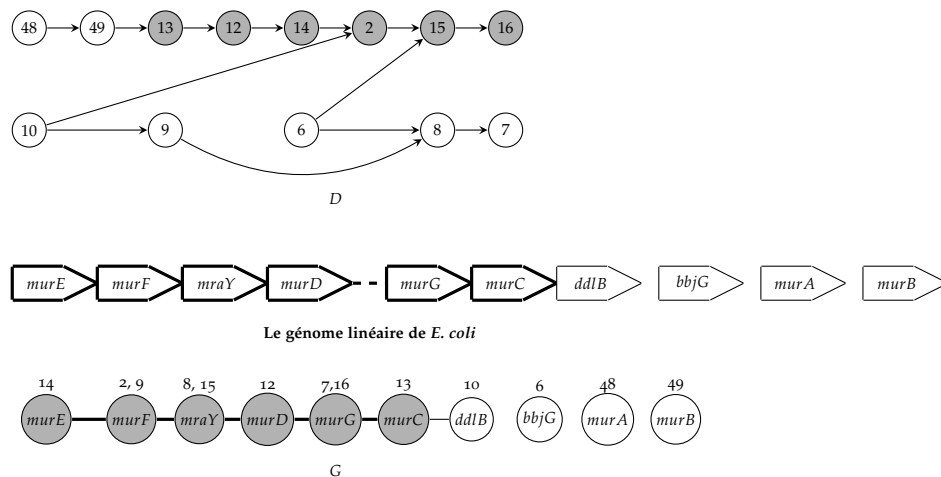 48 49 13 12 14 2 15 16
10 9 6 8 7
D
murE murF mraY murD murG murC ddlB bbjG murA murB
Le génome linéaire de E. coli
14 2, 9 8, 15 12 7,16 13 10 6 48 49
murE murF mraY murD murG murC ddlB bbjG murA murB
G